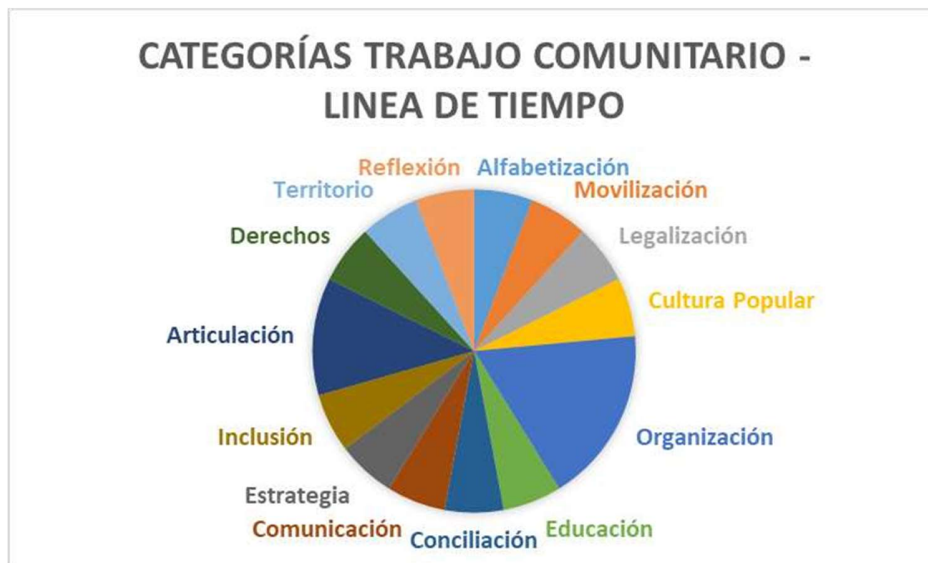 CATEGORÍAS TRABAJO COMUNITARIO -
LINEA DE TIEMPO
Reflexión
Alfabetización
Territorio
Movilización
Derechos
Legalización
Cultura Popular
Articulación
Inclusión
Organización
Estrategia
Comunicación
Conciliación
Educación